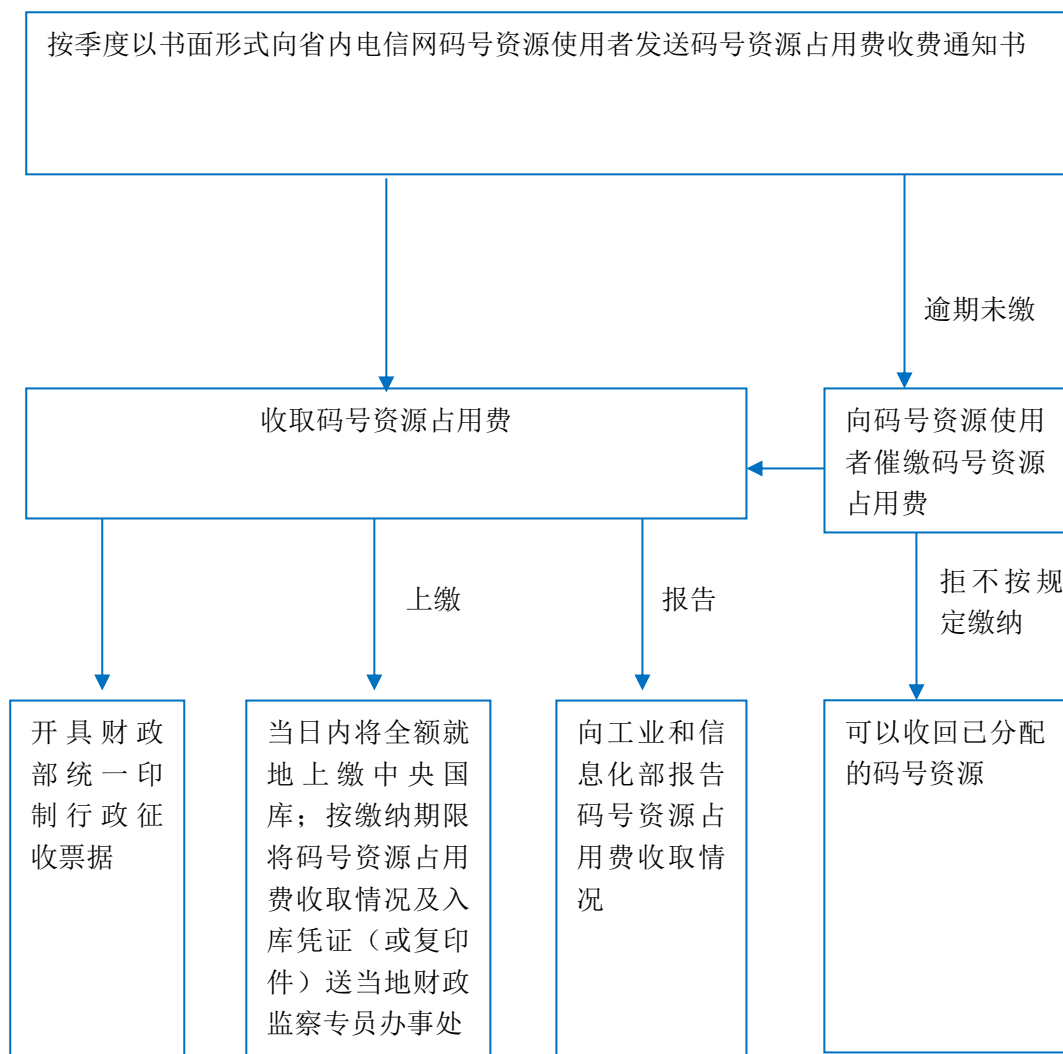 按季度以书面形式向省内电信网码号资源使用者发送码号资源占用费收费通知书
逾期未缴
收取码号资源占用费
向码号资源使用
者催缴码号资源
占用费
上缴
报告
拒不按规
定缴纳
开具财政
部统一印
制行政征
收票据
当日内将全额就
地上缴中央国
库；按缴纳期限
将码号资源占用
费收取情况及入
库凭证（或复印
件）送当地财政
监察专员办事处
向工业和信
息化部报告
码号资源占
用费收取情
况
可以收回已分配
的码号资源